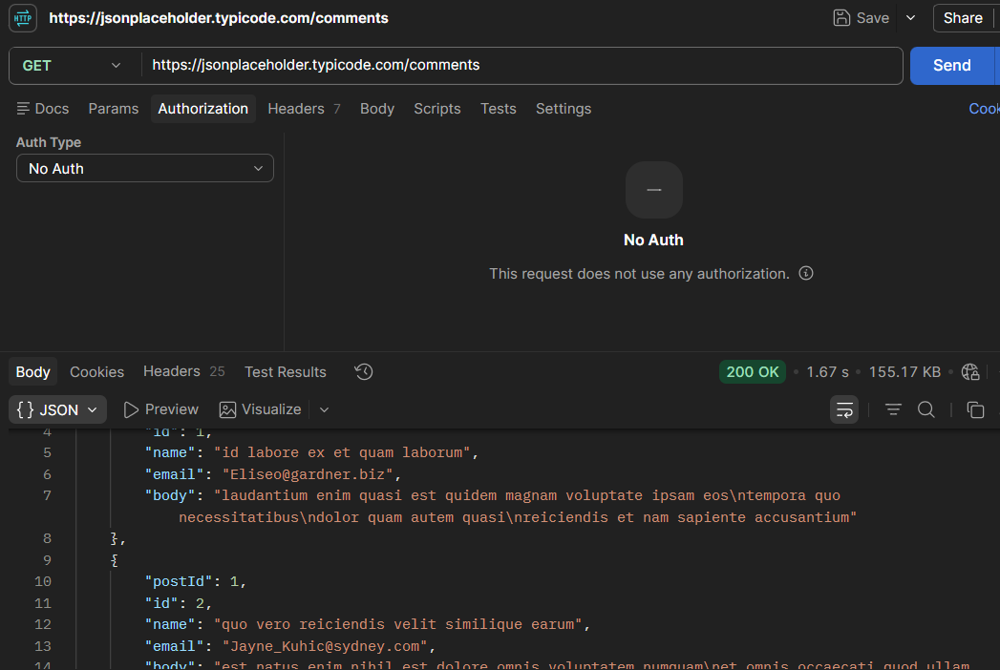 HTTP https://jsonplaceholder.typicode.com/comments Save Share
GET https://jsonplaceholder.typicode.com/comments Send
Docs Params Authorization Headers 7 Body Scripts Tests Settings Cook
Auth Type
No Auth
No Auth
This request does not use any authorization.
Body Cookies Headers 25 Test Results 200 OK • 1.67 s • 155.17 KB •
{} JSON Preview Visualize
4 "id": 1,
5 "name": "id labore ex et quam laborum",
6 "email": "Eliseo@gardner.biz",
7 "body": "laudantium enim quasi est quidem magnam voluptate ipsam eos\ntempora quo
necessitatibus\ndolor quam autem quasi\nreiciendis et nam sapiente accusantium"
8 },
9 {
10 "postId": 1,
11 "id": 2,
12 "name": "quo vero reiciendis velit similique earum",
13 "email": "Jayne_Kuhic@sydney.com",
14 "body": "est natus enim nihil est dolore omnis voluptatem numquam\net omnis occaecati quod ullam